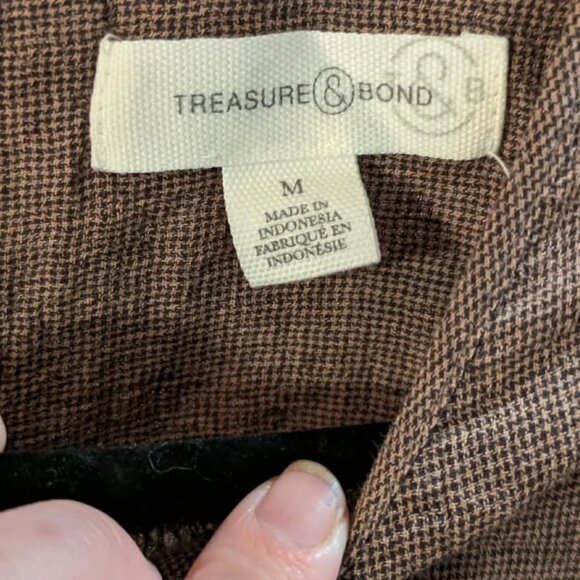 TREASURE & BOND
& B
M
MADE IN
INDONESIA
FABRIQUÉ EN
INDONÉSIE